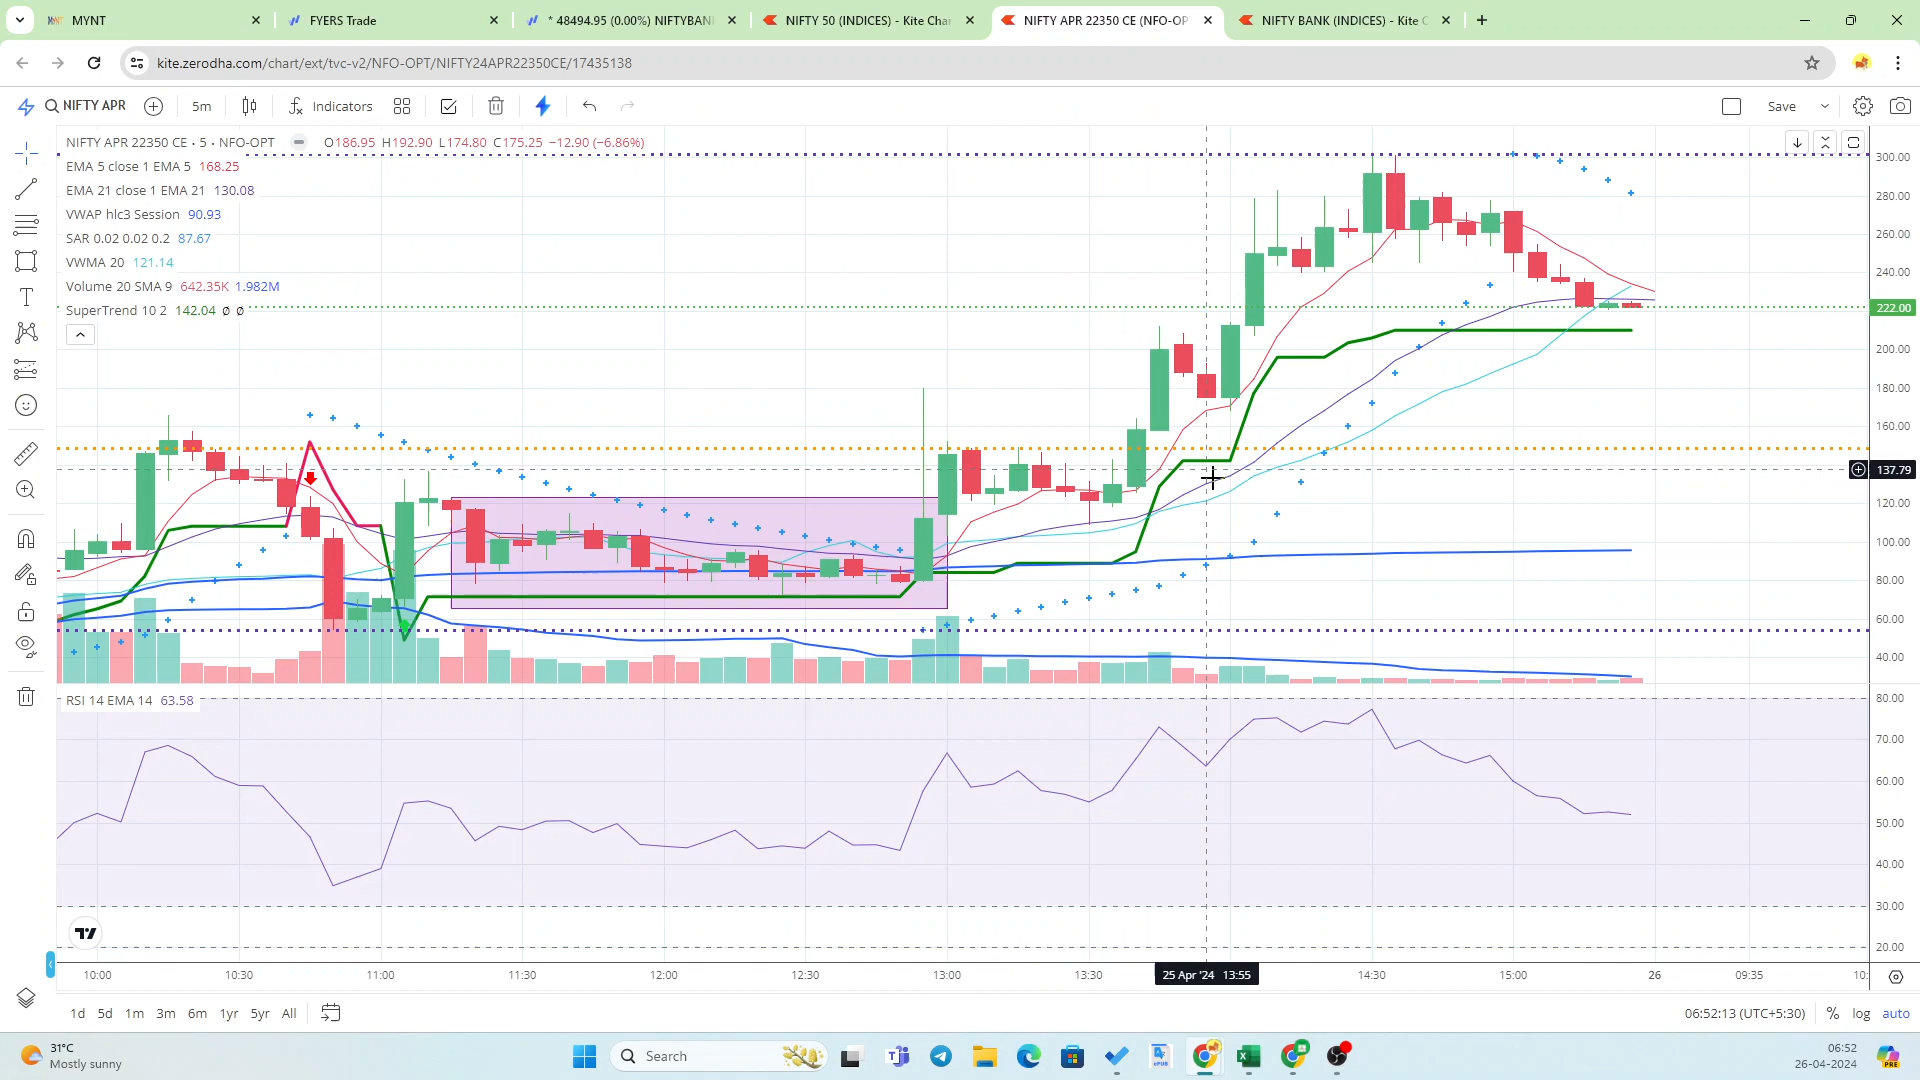 MYNT
FYERS Trade
* 48494.95 (0.00%) NIFTYBAN
NIFTY 50 (INDICES) - Kite Char
NIFTY APR 22350 CE (NFO-OP
NIFTY BANK (INDICES) - Kite C
kite.zerodha.com/chart/ext/tvc-v2/NFO-OPT/NIFTY24APR22350CE/17435138
NIFTY APR
5m
Indicators
Save
NIFTY APR 22350 CE · 5 · NFO-OPT O186.95 H192.90 L174.80 C175.25 −12.90 (−6.86%)
EMA 5 close 1 EMA 5 168.25
EMA 21 close 1 EMA 21 130.08
VWAP hlc3 Session 90.93
SAR 0.02 0.02 0.2 87.67
VWMA 20 121.14
Volume 20 SMA 9 642.35K 1.982M
SuperTrend 10 2 142.04 ø ø
300.00
280.00
260.00
240.00
222.00
200.00
180.00
160.00
137.79
120.00
100.00
80.00
60.00
40.00
RSI 14 EMA 14 63.58
80.00
70.00
60.00
50.00
40.00
30.00
20.00
10:00 10:30 11:00 11:30 12:00 12:30 13:00 13:30 25 Apr '24 13:55 14:30 15:00 26 09:35 10:
1d 5d 1m 3m 6m 1yr 5yr All
06:52:13 (UTC+5:30) % log auto
31°C
Mostly sunny
Search
06:52
26-04-2024